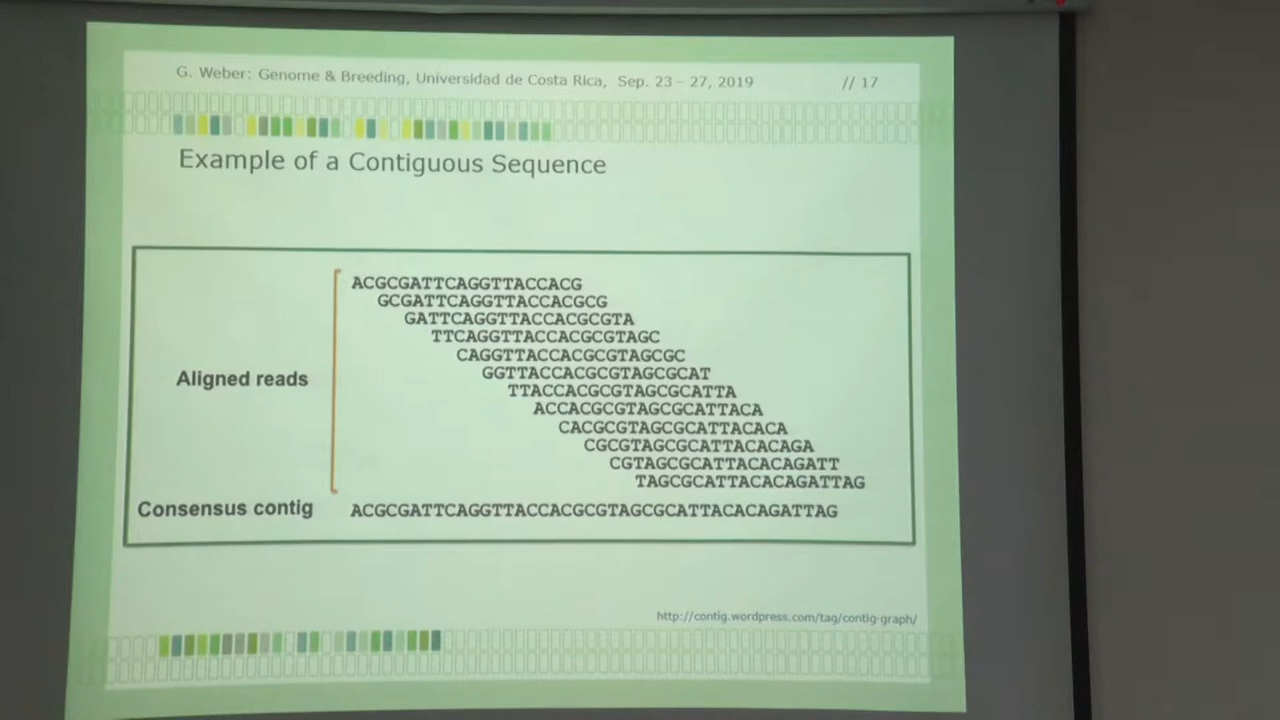 G. Weber: Genome & Breeding, Universidad de Costa Rica, Sep. 23 – 27, 2019 // 17
Example of a Contiguous Sequence
ACGCGATTCAGGTTACCACG
GCGATTCAGGTTACCACGCG
GATTCAGGTTACCACGCGTA
TTCAGGTTACCACGCGTAGC
CAGGTTACCACGCGTAGCGC
GGTTACCACGCGTAGCGCAT
Aligned reads
TTACCACGCGTAGCGCATTA
ACCACGCGTAGCGCATTACA
CACGCGTAGCGCATTACACA
CGCGTAGCGCATTACACAGA
CGTAGCGCATTACACAGATT
TAGCGCATTACACAGATTAG
Consensus contig ACGCGATTCAGGTTACCACGCGTAGCGCATTACACAGATTAG
http://contig.wordpress.com/tag/contig-graph/